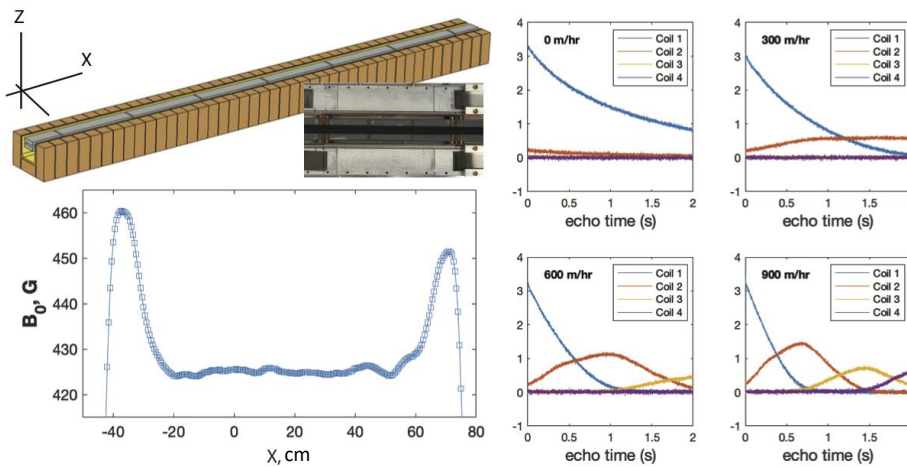 Z
X
B0, G
460
450
440
430
420
-40
-20
0
20
40
60
80
X, cm
0 m/hr
Coil 1
Coil 2
Coil 3
Coil 4
4
3
2
1
0
-1
0
0.5
1
1.5
2
echo time (s)
300 m/hr
Coil 1
Coil 2
Coil 3
Coil 4
4
3
2
1
0
-1
0
0.5
1
1.5
echo time (s)
600 m/hr
Coil 1
Coil 2
Coil 3
Coil 4
4
3
2
1
0
-1
0
0.5
1
1.5
2
echo time (s)
900 m/hr
Coil 1
Coil 2
Coil 3
Coil 4
4
3
2
1
0
-1
0
0.5
1
1.5
echo time (s)